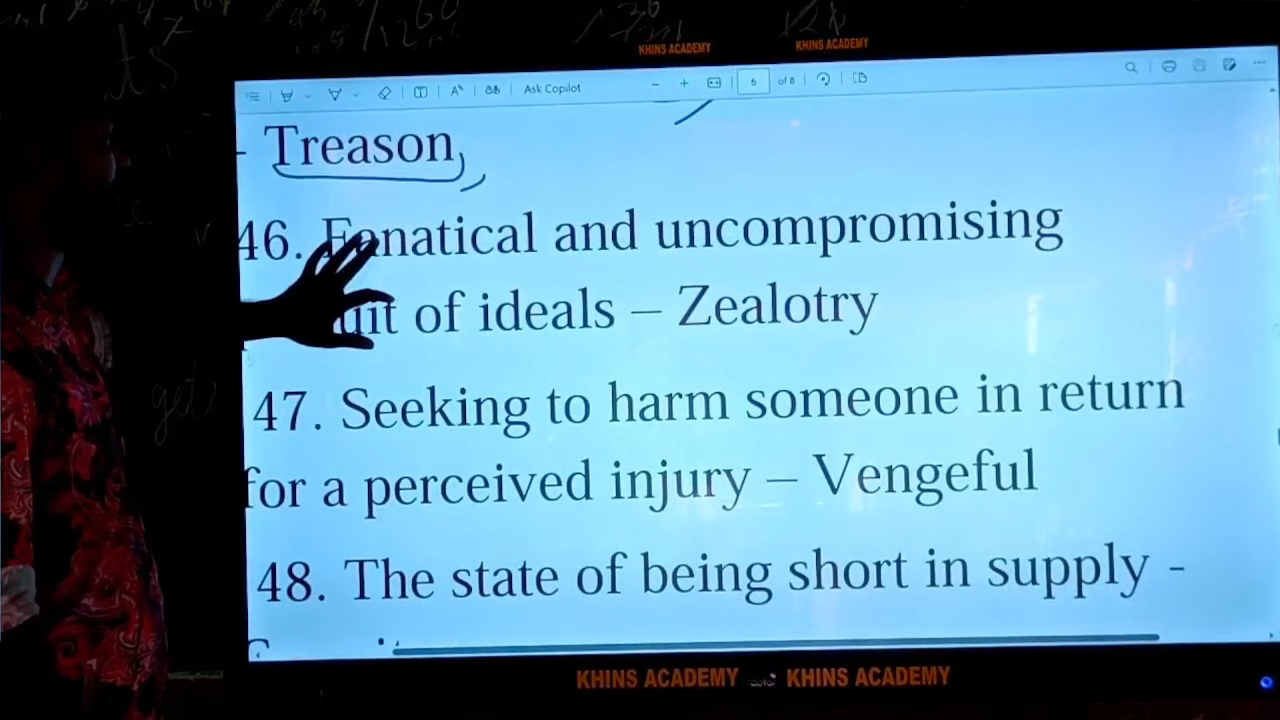 KHINS ACADEMY KHINS ACADEMY
Ask Copilot 6 of 8
- Treason
46. Fanatical and uncompromising
of ideals – Zealotry
47. Seeking to harm someone in return
for a perceived injury – Vengeful
48. The state of being short in supply -
KHINS ACADEMY KHINS ACADEMY